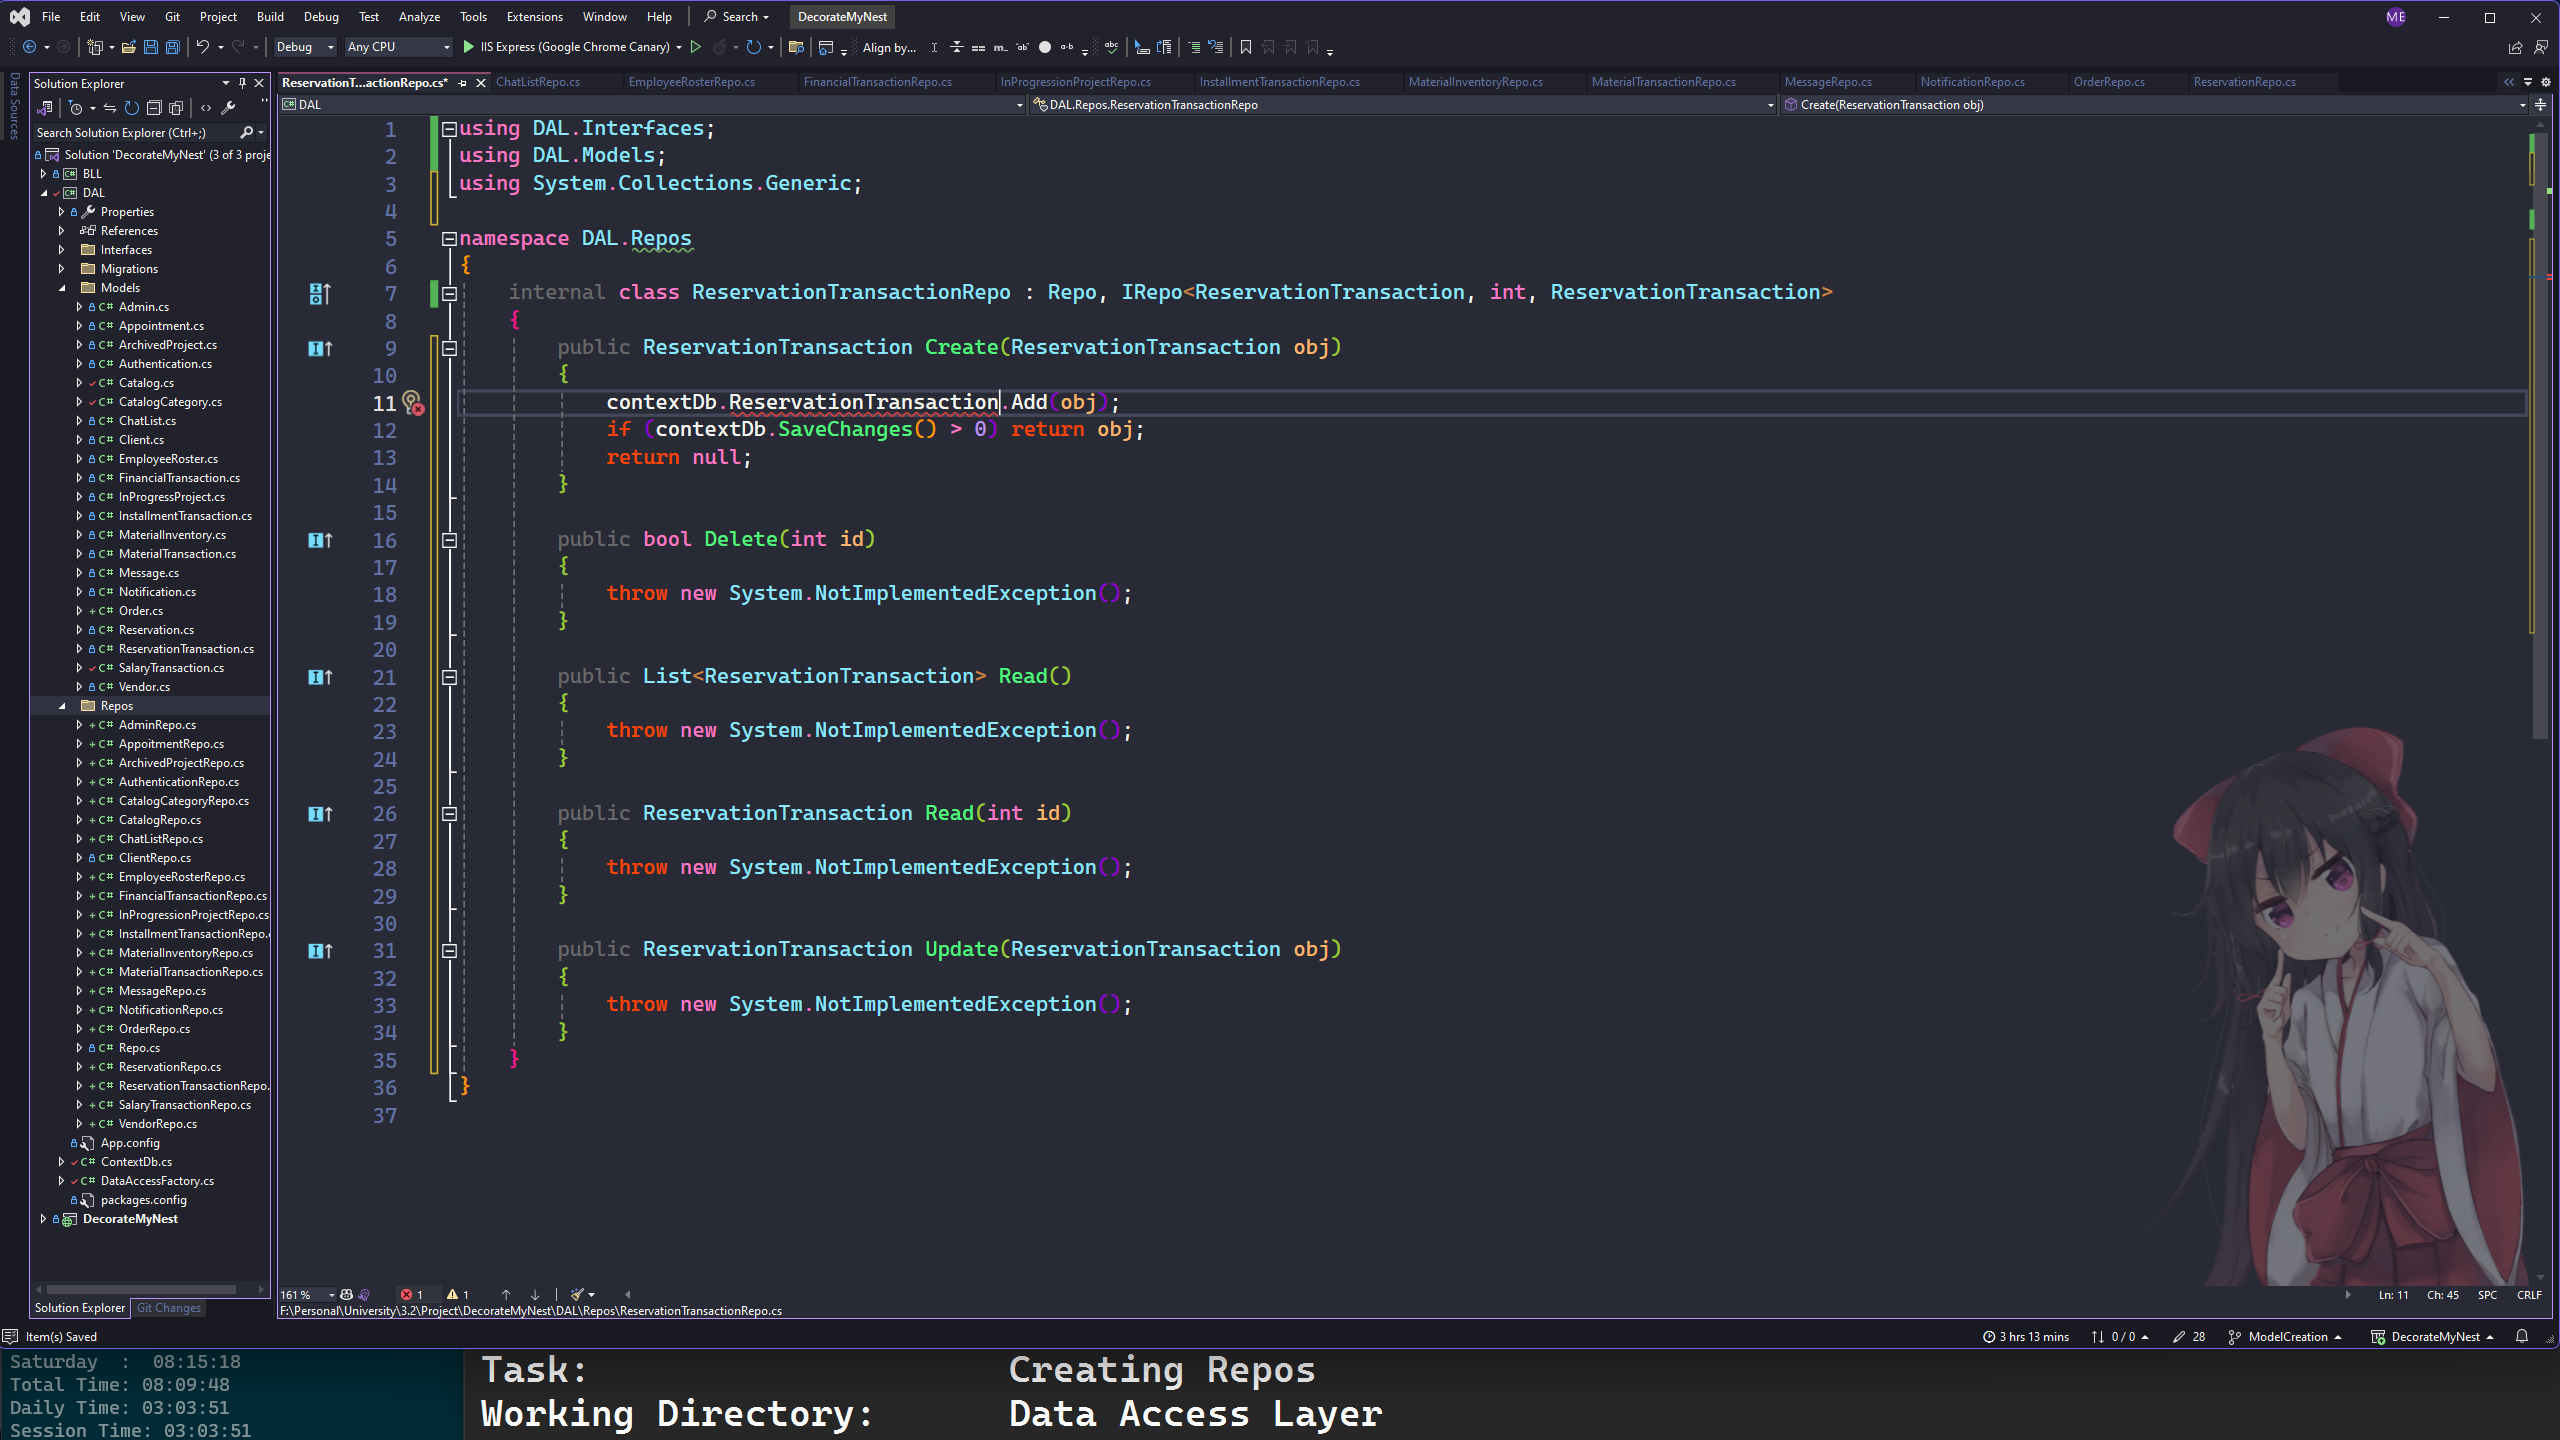 File Edit View Git Project Build Debug Test Analyze Tools Extensions Window Help Search DecorateMyNest ME
Debug Any CPU IIS Express (Google Chrome Canary) Align by...
Data Sources
Solution Explorer
Search Solution Explorer (Ctrl+;)
Solution 'DecorateMyNest' (3 of 3 proje
BLL
DAL
Properties
References
Interfaces
Migrations
Models
C# Admin.cs
C# Appointment.cs
C# ArchivedProject.cs
C# Authentication.cs
C# Catalog.cs
C# CatalogCategory.cs
C# ChatList.cs
C# Client.cs
C# EmployeeRoster.cs
C# FinancialTransaction.cs
C# InProgressProject.cs
C# InstallmentTransaction.cs
C# MaterialInventory.cs
C# MaterialTransaction.cs
C# Message.cs
C# Notification.cs
C# Order.cs
C# Reservation.cs
C# ReservationTransaction.cs
C# SalaryTransaction.cs
C# Vendor.cs
Repos
C# AdminRepo.cs
C# AppoitmentRepo.cs
C# ArchivedProjectRepo.cs
C# AuthenticationRepo.cs
C# CatalogCategoryRepo.cs
C# CatalogRepo.cs
C# ChatListRepo.cs
C# ClientRepo.cs
C# EmployeeRosterRepo.cs
C# FinancialTransactionRepo.cs
C# InProgressionProjectRepo.cs
C# InstallmentTransactionRepo.
C# MaterialInventoryRepo.cs
C# MaterialTransactionRepo.cs
C# MessageRepo.cs
C# NotificationRepo.cs
C# OrderRepo.cs
C# Repo.cs
C# ReservationRepo.cs
C# ReservationTransactionRepo.
C# SalaryTransactionRepo.cs
C# VendorRepo.cs
App.config
C# ContextDb.cs
C# DataAccessFactory.cs
packages.config
DecorateMyNest
Solution Explorer Git Changes
ReservationT...actionRepo.cs* ChatListRepo.cs EmployeeRosterRepo.cs FinancialTransactionRepo.cs InProgressionProjectRepo.cs InstallmentTransactionRepo.cs MaterialInventoryRepo.cs MaterialTransactionRepo.cs MessageRepo.cs NotificationRepo.cs OrderRepo.cs ReservationRepo.cs
DAL DAL.Repos.ReservationTransactionRepo Create(ReservationTransaction obj)
1 using DAL.Interfaces;
2 using DAL.Models;
3 using System.Collections.Generic;
4
5 namespace DAL.Repos
6 {
7 internal class ReservationTransactionRepo : Repo, IRepo<ReservationTransaction, int, ReservationTransaction>
8 {
9 public ReservationTransaction Create(ReservationTransaction obj)
10 {
11 contextDb.ReservationTransaction.Add(obj);
12 if (contextDb.SaveChanges() > 0) return obj;
13 return null;
14 }
15
16 public bool Delete(int id)
17 {
18 throw new System.NotImplementedException();
19 }
20
21 public List<ReservationTransaction> Read()
22 {
23 throw new System.NotImplementedException();
24 }
25
26 public ReservationTransaction Read(int id)
27 {
28 throw new System.NotImplementedException();
29 }
30
31 public ReservationTransaction Update(ReservationTransaction obj)
32 {
33 throw new System.NotImplementedException();
34 }
35 }
36 }
37
161 % 1 1 Ln: 11 Ch: 45 SPC CRLF
F:\Personal\University\3.2\Project\DecorateMyNest\DAL\Repos\ReservationTransactionRepo.cs
Item(s) Saved 3 hrs 13 mins 0 / 0 28 ModelCreation DecorateMyNest
Saturday : 08:15:18
Total Time: 08:09:48
Daily Time: 03:03:51
Session Time: 03:03:51
Task: Creating Repos
Working Directory: Data Access Layer